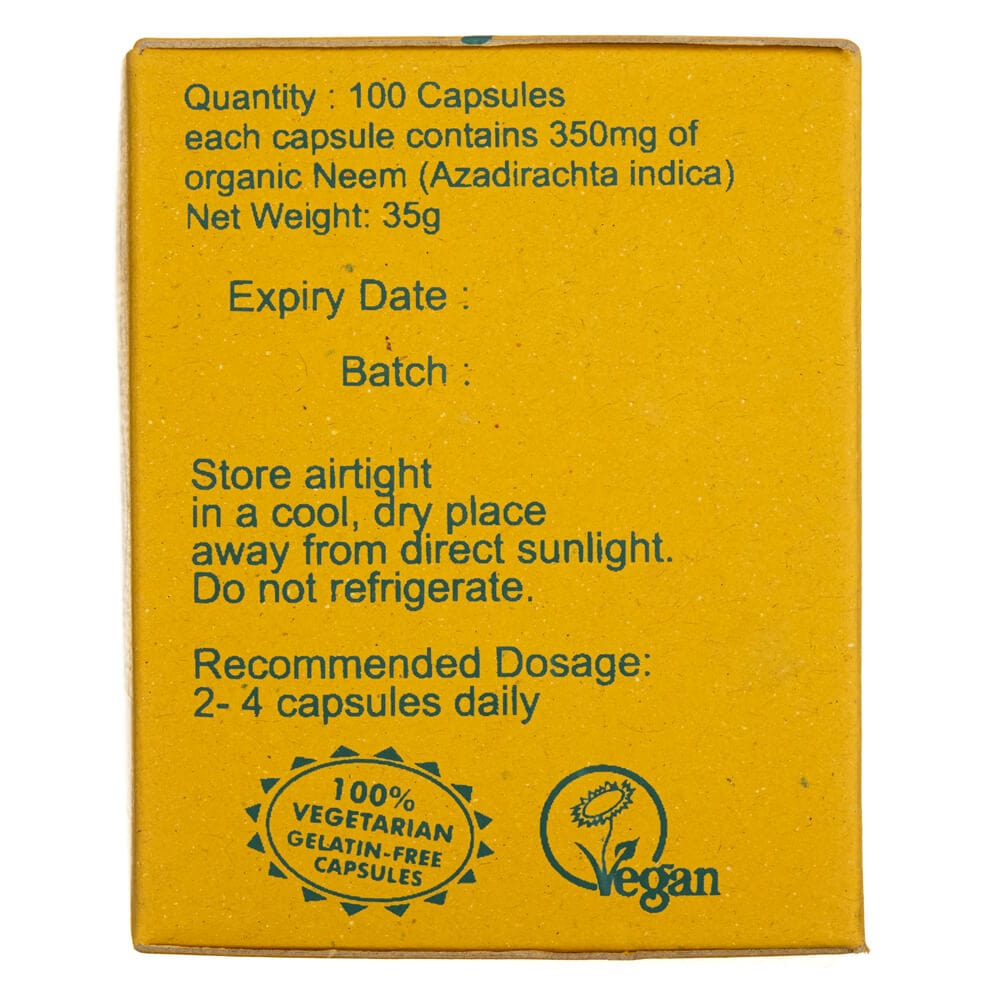 Quantity : 100 Capsules
each capsule contains 350mg of
organic Neem (Azadirachta indica)
Net Weight: 35g
Expiry Date :
Batch :
Store airtight
in a cool, dry place
away from direct sunlight.
Do not refrigerate.
Recommended Dosage:
2- 4 capsules daily
100%
VEGETARIAN
GELATIN-FREE
CAPSULES
Vegan